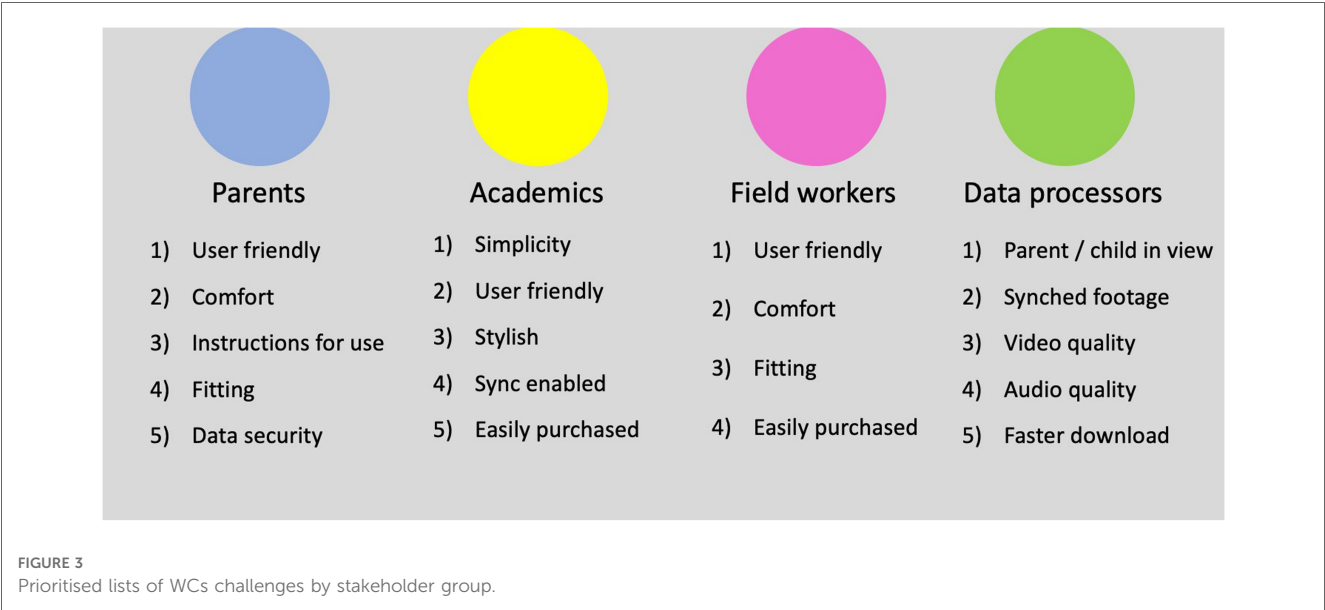 Parents
1) User friendly
2) Comfort
3) Instructions for use
4) Fitting
5) Data security
Academics
1) Simplicity
2) User friendly
3) Stylish
4) Sync enabled
5) Easily purchased
Field workers
1) User friendly
2) Comfort
3) Fitting
4) Easily purchased
Data processors
1) Parent / child in view
2) Synched footage
3) Video quality
4) Audio quality
5) Faster download
FIGURE 3
Prioritised lists of WCs challenges by stakeholder group.